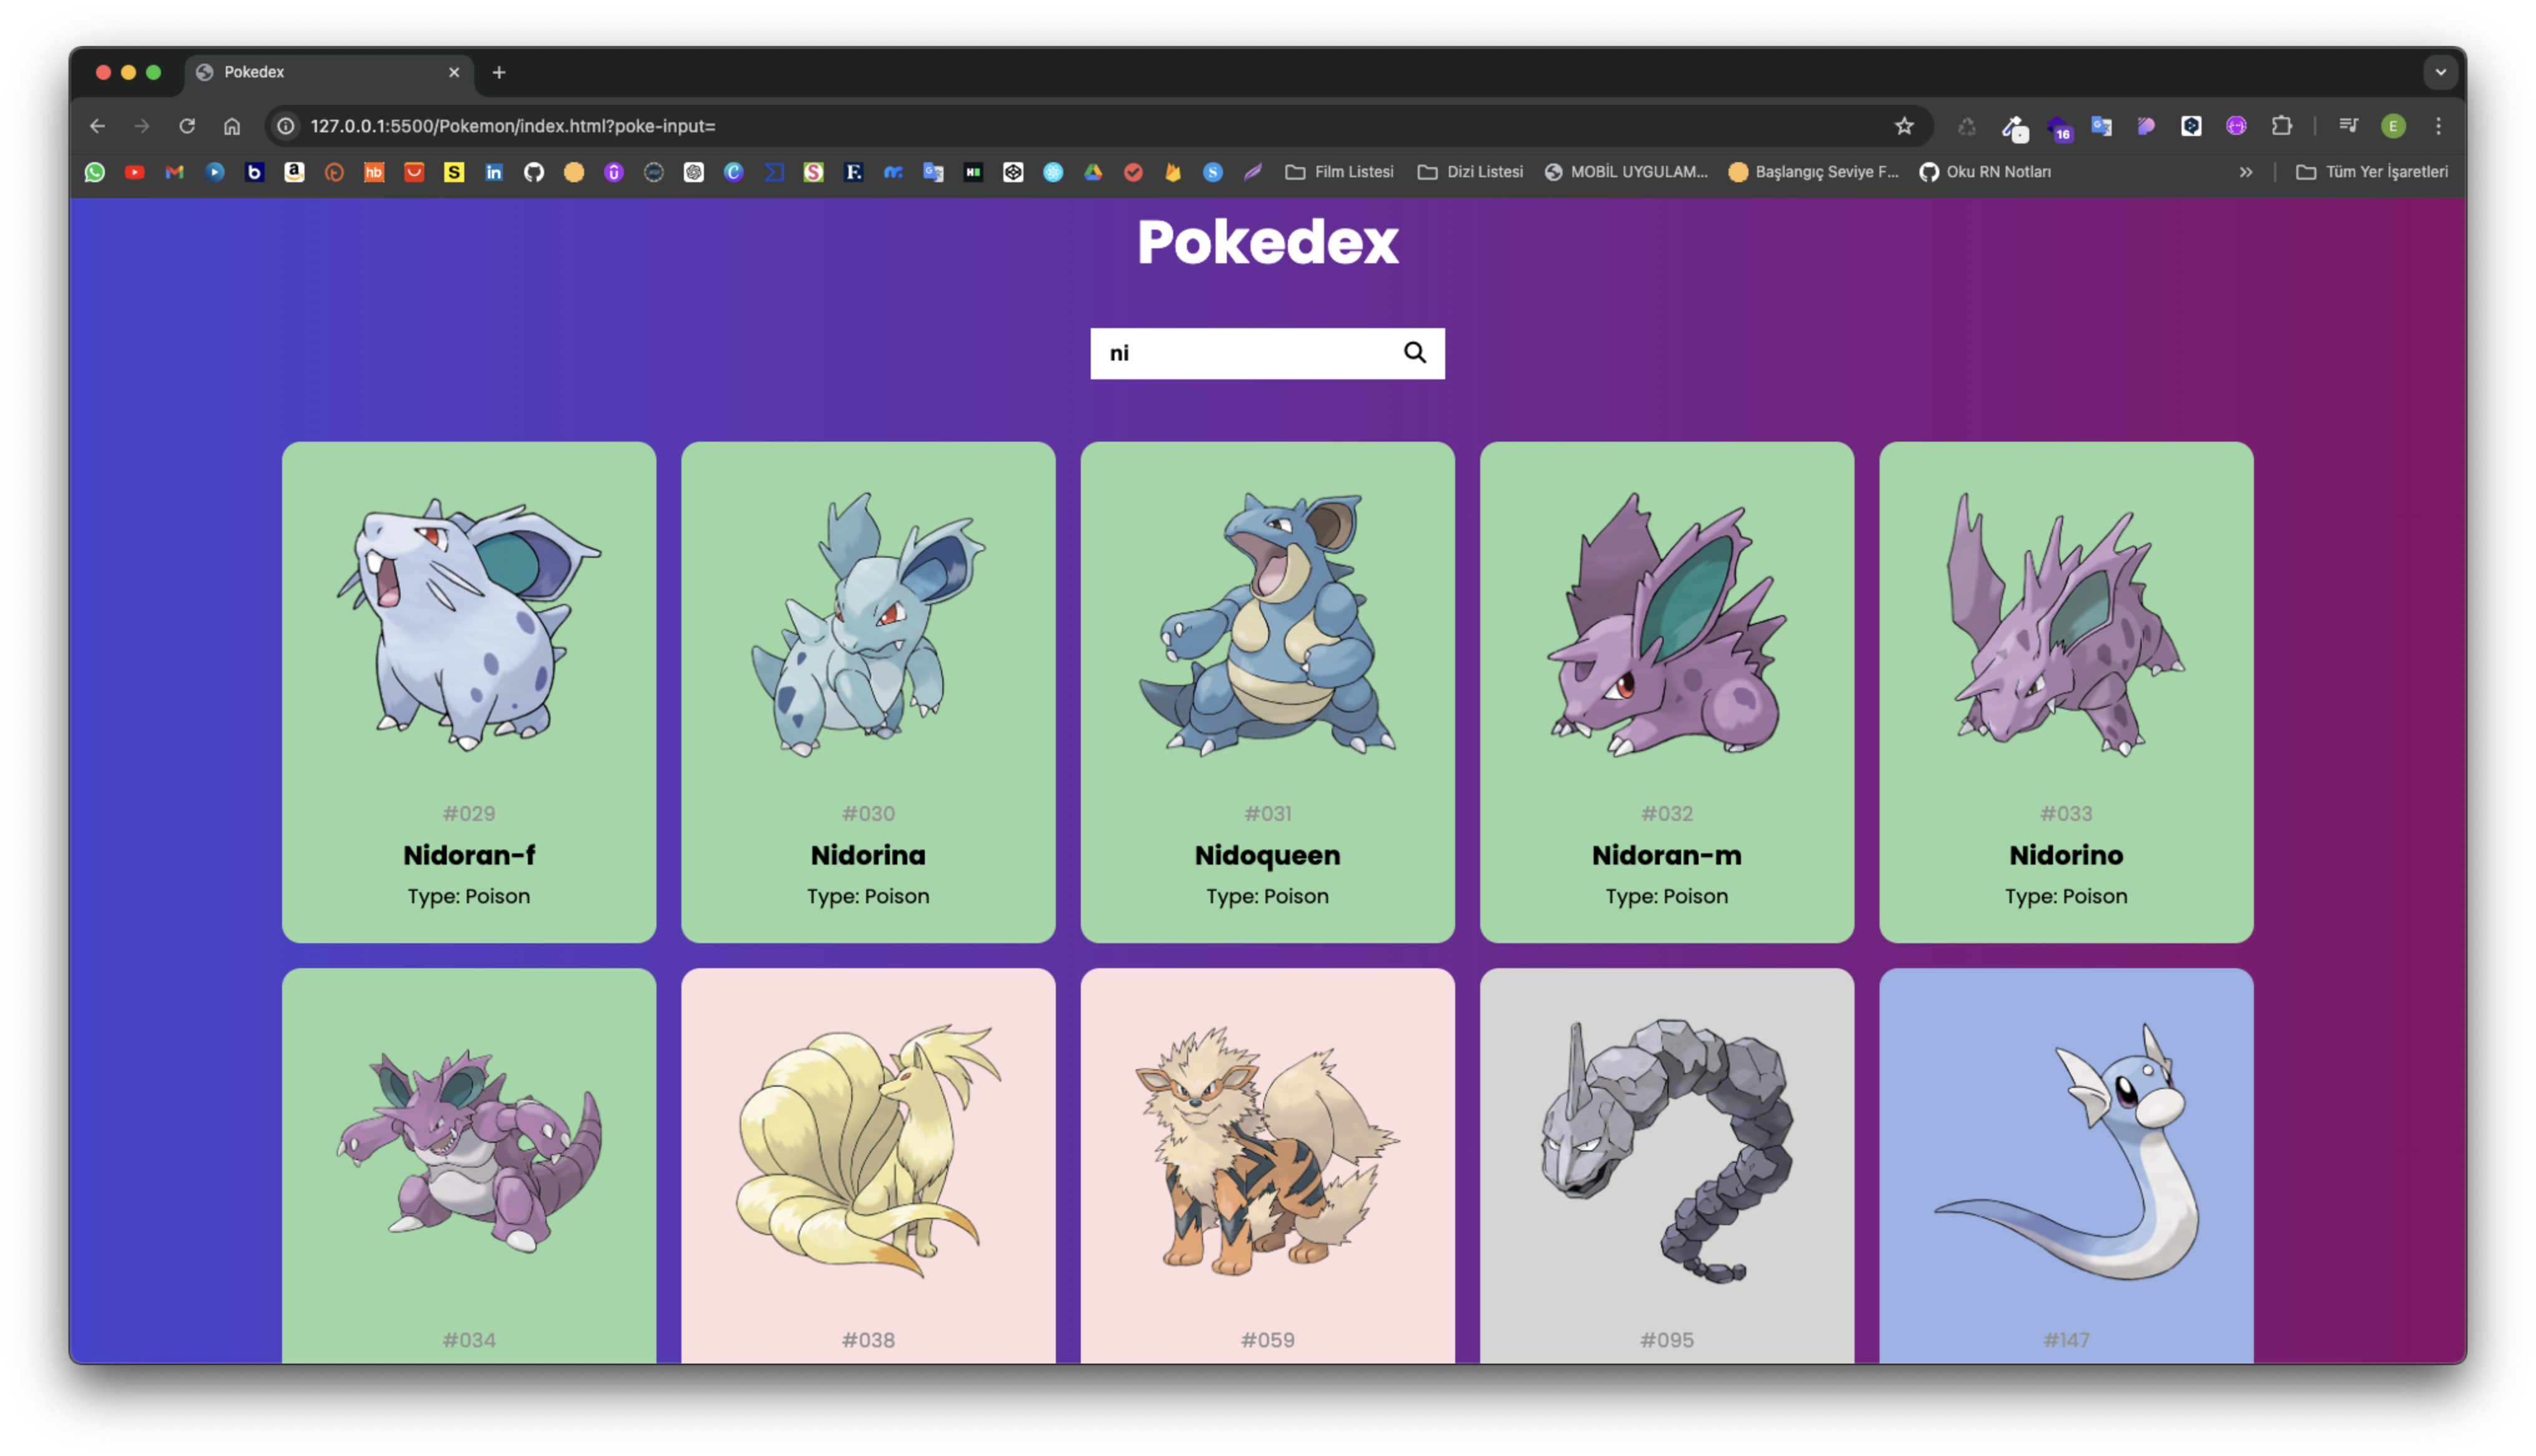 Pokedex
127.0.0.1:5500/Pokemon/index.html?poke-input=
16
E
Film Listesi
Dizi Listesi
MOBİL UYGULAM...
Başlangıç Seviye F...
Oku RN Notları
Tüm Yer İşaretleri
Pokedex
ni
#029
#030
#031
#032
#033
Nidoran-f
Nidorina
Nidoqueen
Nidoran-m
Nidorino
Type: Poison
Type: Poison
Type: Poison
Type: Poison
Type: Poison
#034
#038
#059
#095
#147